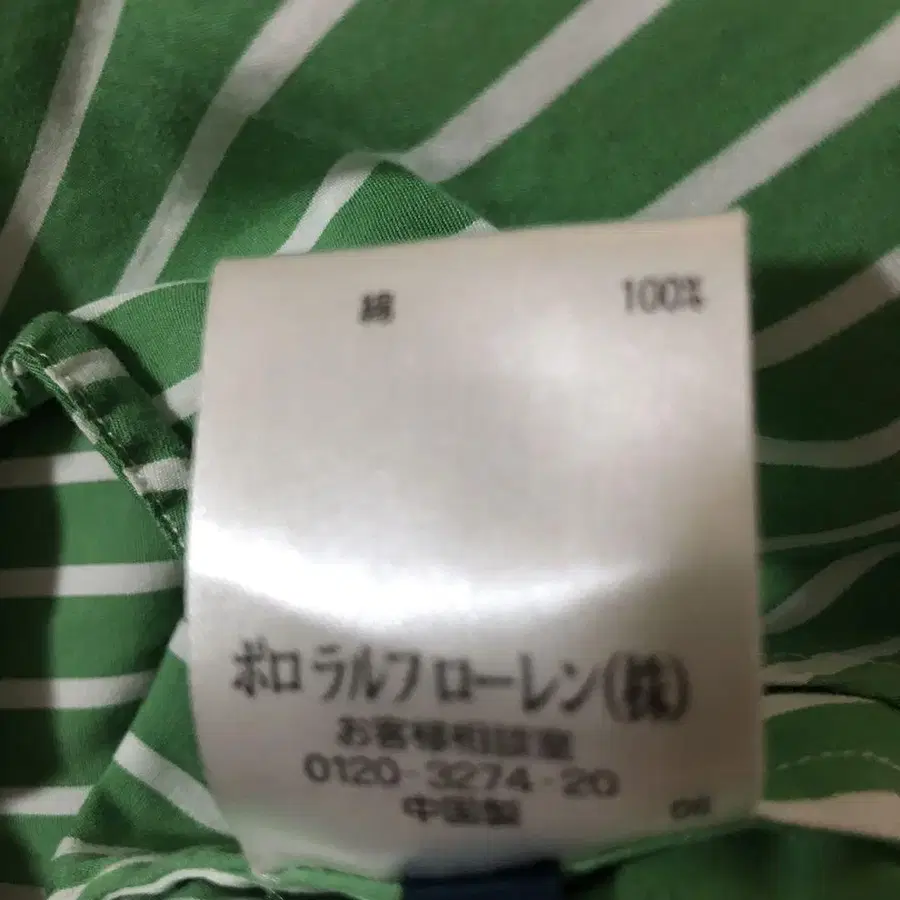 綿 100%
ポロ ラルフ ローレン(株)
お客様相談室
0120-3274-20
中国製